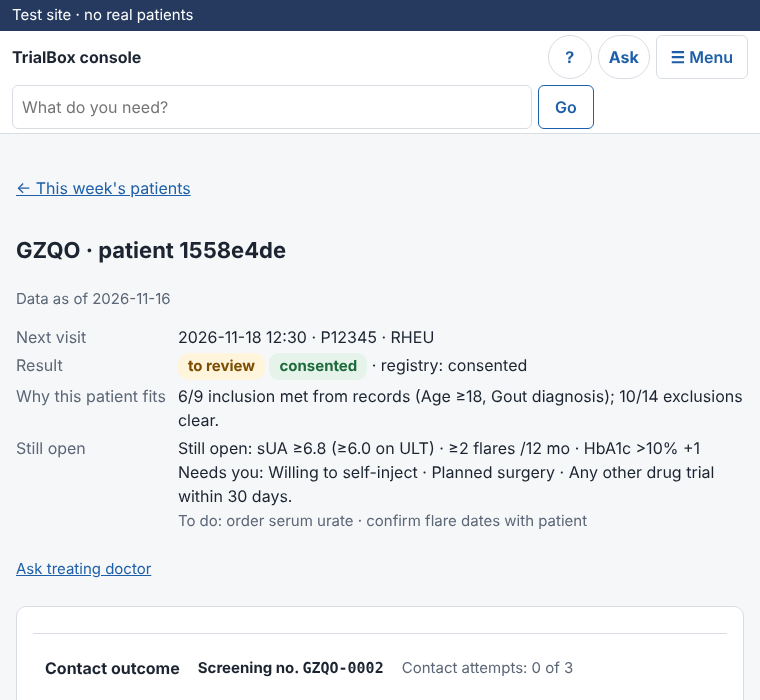 Test site · no real patients
TrialBox console
?
Ask
☰ Menu
What do you need?
Go
← This week's patients
GZQO · patient 1558e4de
Data as of 2026-11-16
Next visit 2026-11-18 12:30 · P12345 · RHEU
Result to review consented · registry: consented
Why this patient fits 6/9 inclusion met from records (Age ≥18, Gout diagnosis); 10/14 exclusions
clear.
Still open Still open: sUA ≥6.8 (≥6.0 on ULT) · ≥2 flares /12 mo · HbA1c >10% +1
Needs you: Willing to self-inject · Planned surgery · Any other drug trial
within 30 days.
To do: order serum urate · confirm flare dates with patient
Ask treating doctor
Contact outcome Screening no. GZQO-0002 Contact attempts: 0 of 3